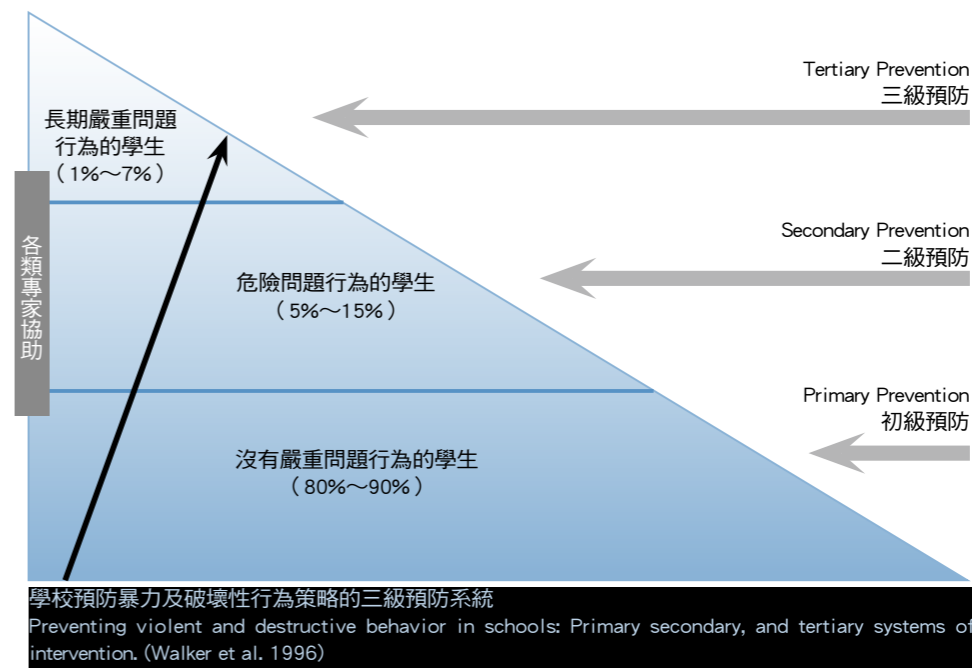 Tertiary Prevention
三級預防
長期嚴重問題
行為的學生
（1%～7%）
各類專家協助
Secondary Prevention
二級預防
危險問題行為的學生
（5%～15%）
Primary Prevention
初級預防
沒有嚴重問題行為的學生
（80%～90%）
學校預防暴力及破壞性行為策略的三級預防系統
Preventing violent and destructive behavior in schools: Primary secondary, and tertiary systems of
intervention. (Walker et al. 1996)